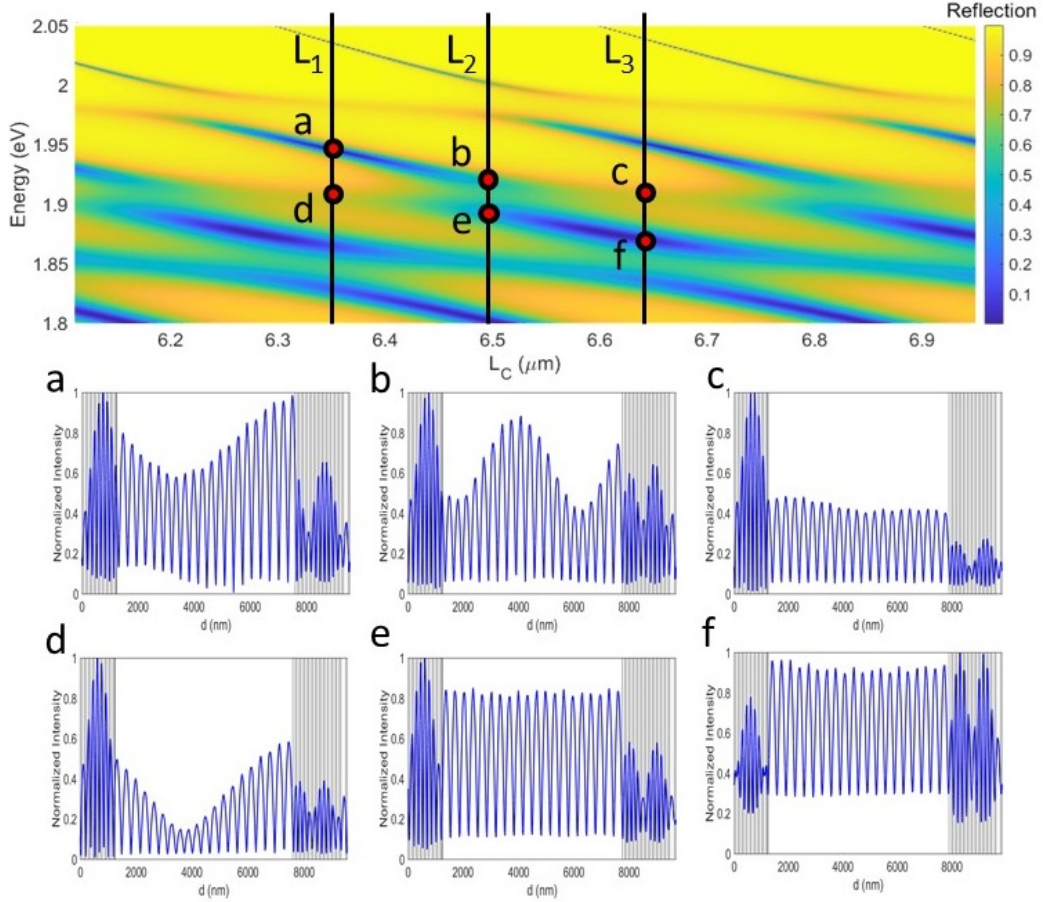 Reflection
2.05
2
1.95
1.9
1.85
1.8
Energy (eV)
L1
L2
L3
a
b
c
d
e
f
0.9
0.8
0.7
0.6
0.5
0.4
0.3
0.2
0.1
6.2 6.3 6.4 6.5 6.6 6.7 6.8 6.9
LC (μm)
a
Normalized Intensity
1
0.8
0.6
0.4
0.2
0
0 2000 4000 6000 8000
d (nm)
b
Normalized Intensity
1
0.8
0.6
0.4
0.2
0
0 2000 4000 6000 8000
d (nm)
c
Normalized Intensity
1
0.8
0.6
0.4
0.2
0
0 2000 4000 6000 8000
d (nm)
d
Normalized Intensity
1
0.8
0.6
0.4
0.2
0
0 2000 4000 6000 8000
d (nm)
e
Normalized Intensity
1
0.8
0.6
0.4
0.2
0
0 2000 4000 6000 8000
d (nm)
f
Normalized Intensity
1
0.8
0.6
0.4
0.2
0
0 2000 4000 6000 8000
d (nm)